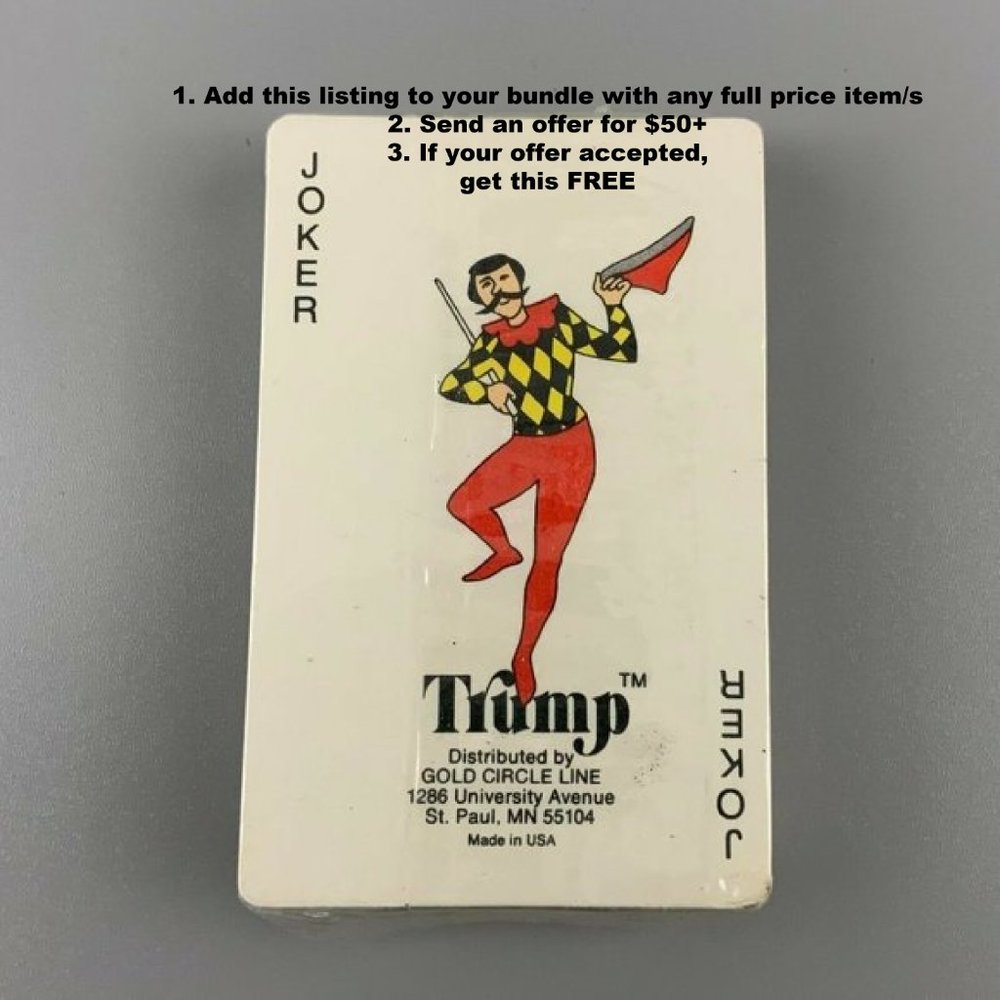 1. Add this listing to your bundle with any full price item/s
2. Send an offer for $50+
3. If your offer accepted,
get this FREE
JOKER
Trump™
Distributed by
GOLD CIRCLE LINE
1286 University Avenue
St. Paul, MN 55104
Made in USA
JOKER